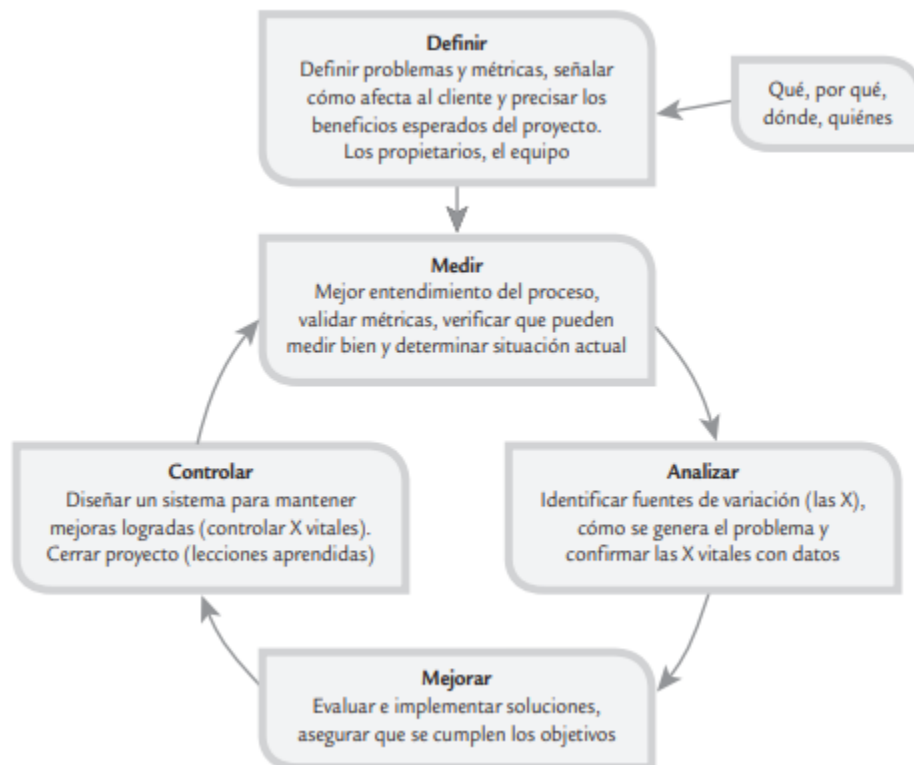 Definir
Definir problemas y métricas, señalar
cómo afecta al cliente y precisar los
beneficios esperados del proyecto.
Los propietarios, el equipo
Qué, por qué,
dónde, quiénes
Medir
Mejor entendimiento del proceso,
validar métricas, verificar que pueden
medir bien y determinar situación actual
Controlar
Diseñar un sistema para mantener
mejoras logradas (controlar X vitales).
Cerrar proyecto (lecciones aprendidas)
Analizar
Identificar fuentes de variación (las X),
cómo se genera el problema y
confirmar las X vitales con datos
Mejorar
Evaluar e implementar soluciones,
asegurar que se cumplen los objetivos